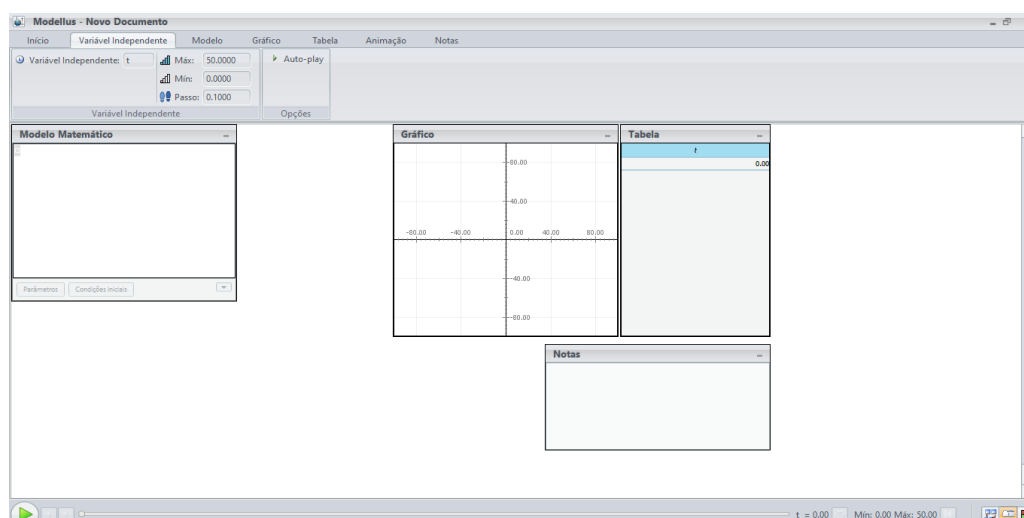 Modellus - Novo Documento
Início Variável Independente Modelo Gráfico Tabela Animação Notas
Variável Independente: t Máx: 50.0000 Auto-play
Mín: 0.0000
Passo: 0.1000
Variável Independente Opções
Modelo Matemático
Parâmetros Condições iniciais
Gráfico
80.00
40.00
-80.00 -40.00 0.00 40.00 80.00
-40.00
-80.00
Tabela
t
0.00
Notas
t = 0.00 Mín: 0.00 Máx: 50.00